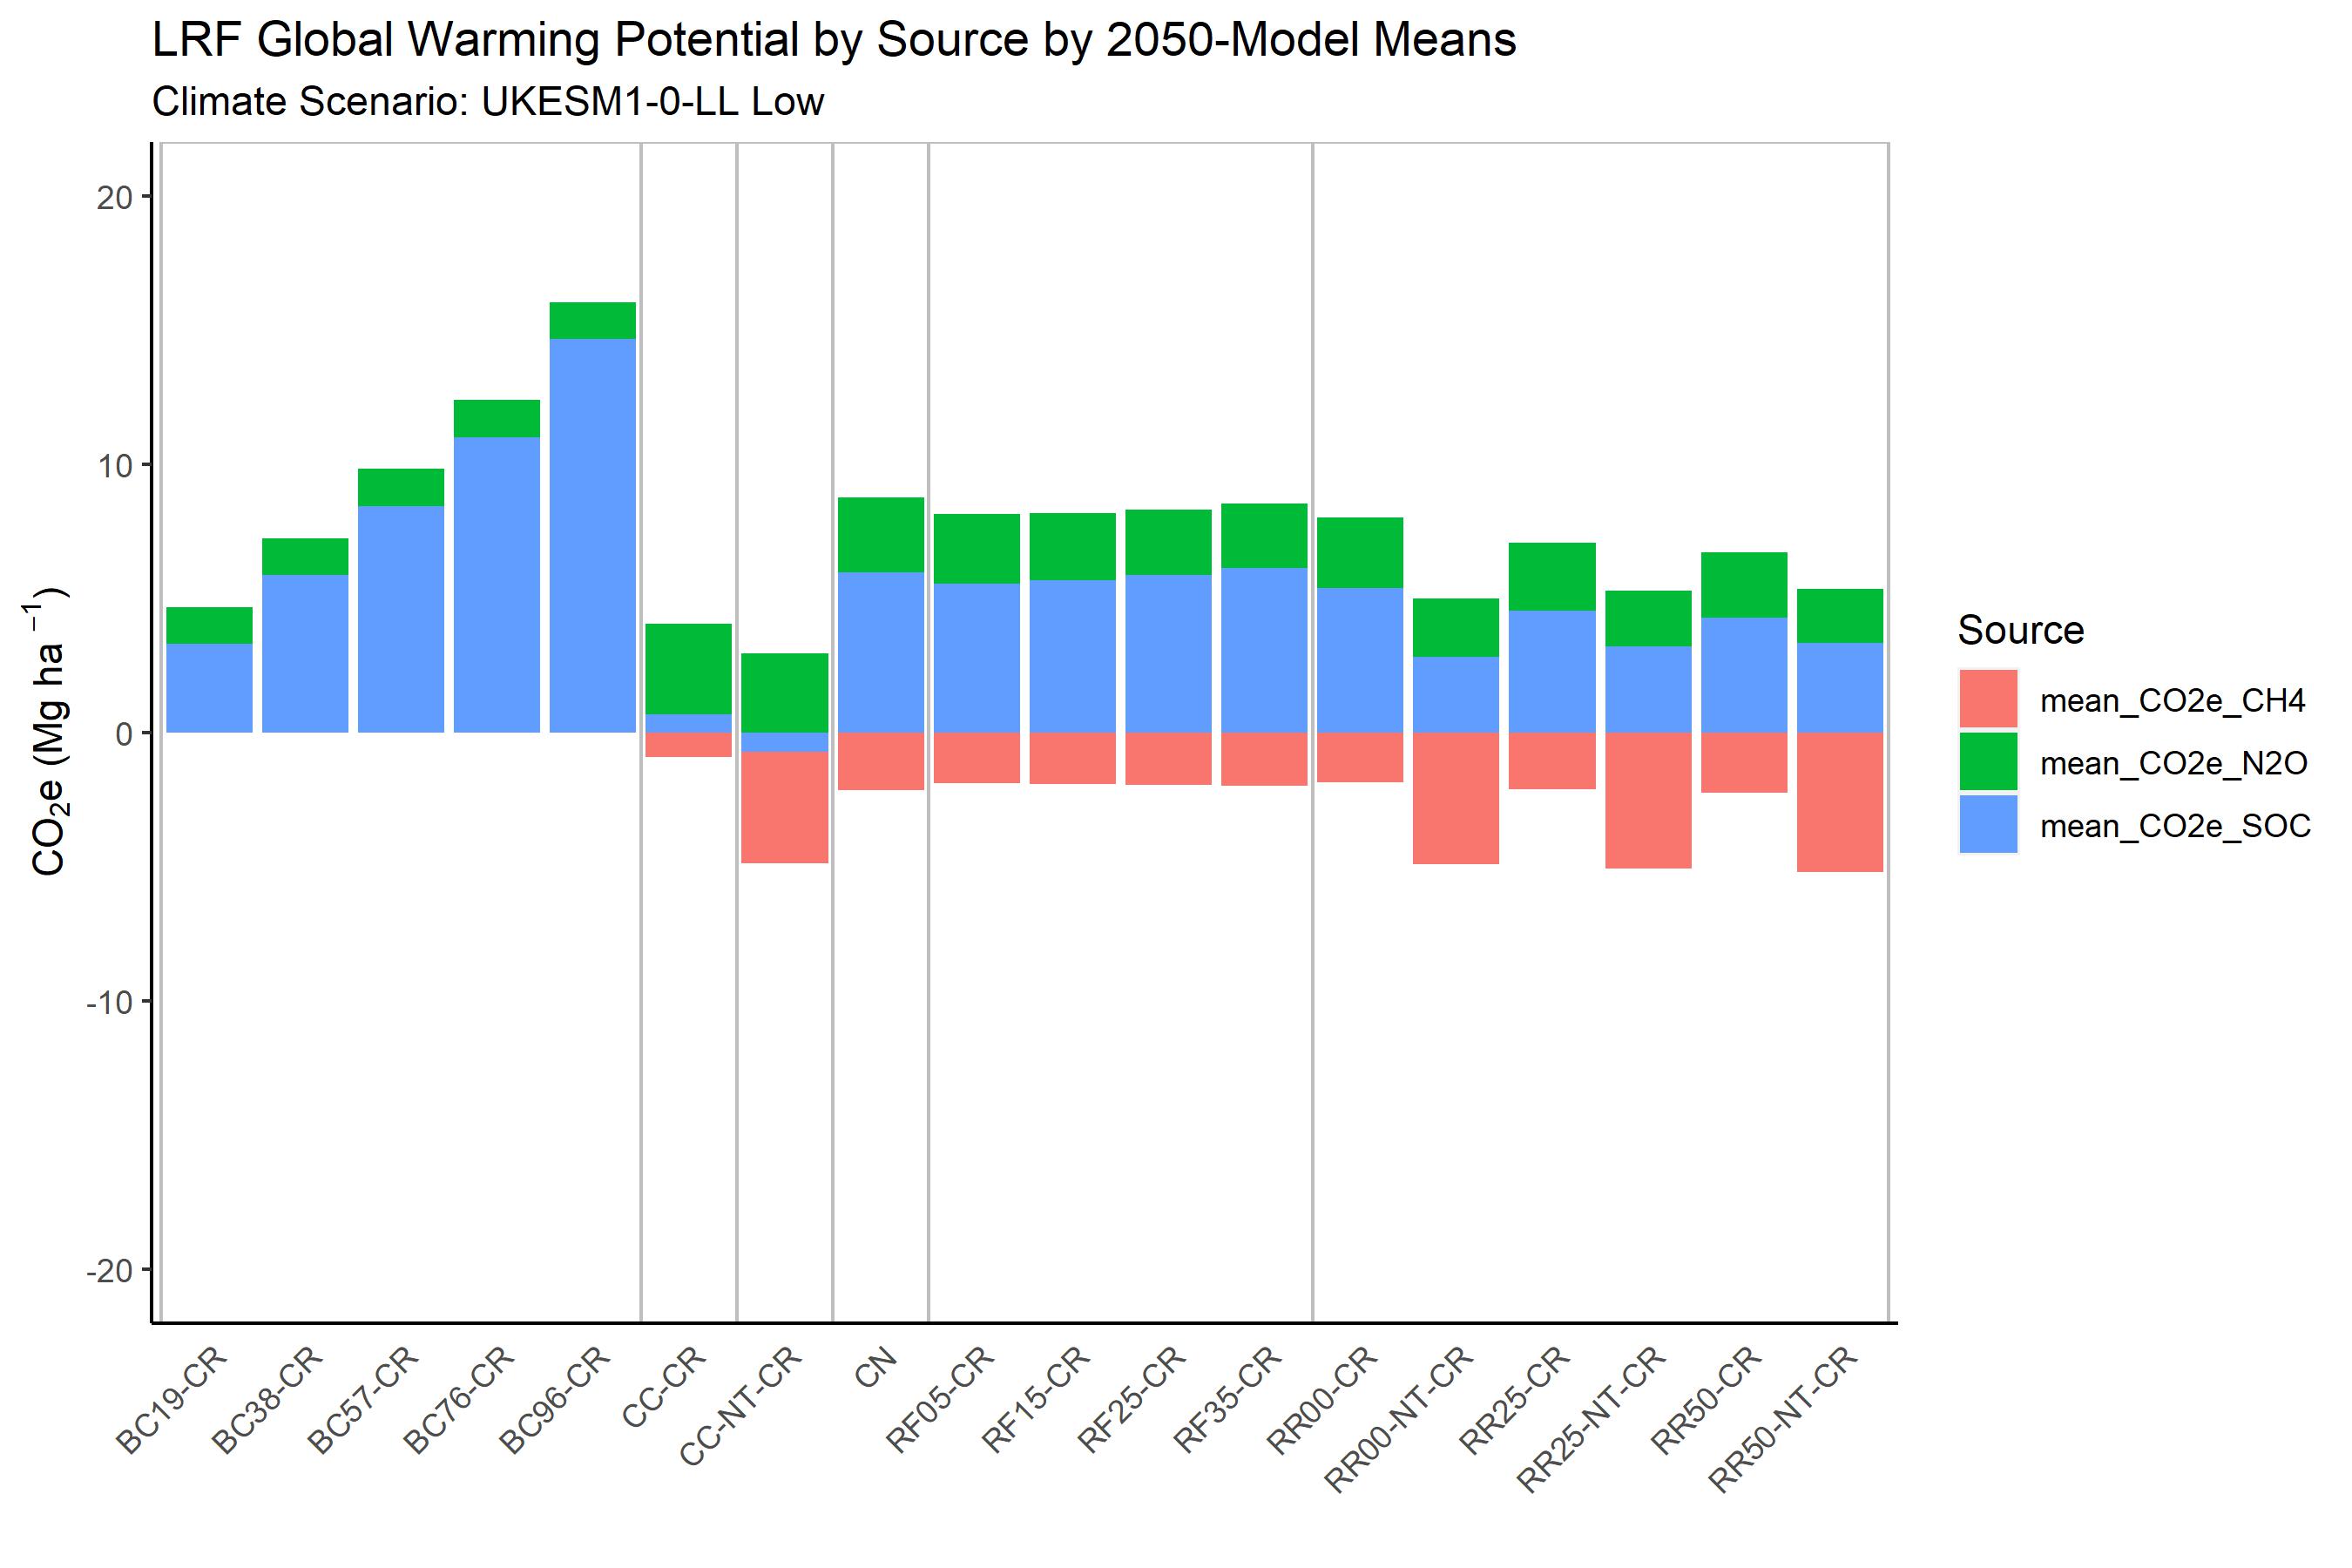 LRF Global Warming Potential by Source by 2050-Model Means
Climate Scenario: UKESM1-0-LL Low
CO₂e (Mg ha ⁻¹)
20
10
0
-10
-20
BC19-CR
BC38-CR
BC57-CR
BC76-CR
BC96-CR
CC-CR
CC-NT-CR
CN
RF05-CR
RF15-CR
RF25-CR
RF35-CR
RR00-CR
RR00-NT-CR
RR25-CR
RR25-NT-CR
RR50-CR
RR50-NT-CR
Source
mean_CO2e_CH4
mean_CO2e_N2O
mean_CO2e_SOC